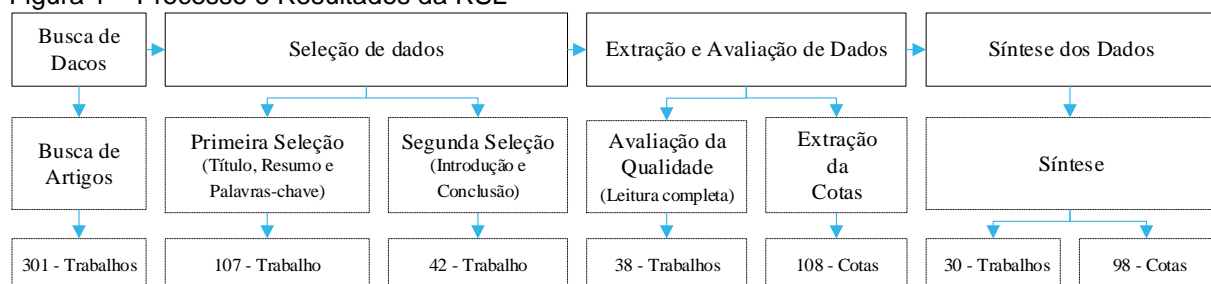 Figura 1 – Processo e Resultados da RSL
Busca de
Dacos
Seleção de dados
Extração e Avaliação de Dados
Síntese dos Dados
Busca de
Artigos
Primeira Seleção
(Título, Resumo e
Palavras-chave)
Segunda Seleção
(Introdução e
Conclusão)
Avaliação da
Qualidade
(Leitura completa)
Extração
da
Cotas
Síntese
301 - Trabalhos
107 - Trabalho
42 - Trabalho
38 - Trabalhos
108 - Cotas
30 - Trabalhos
98 - Cotas